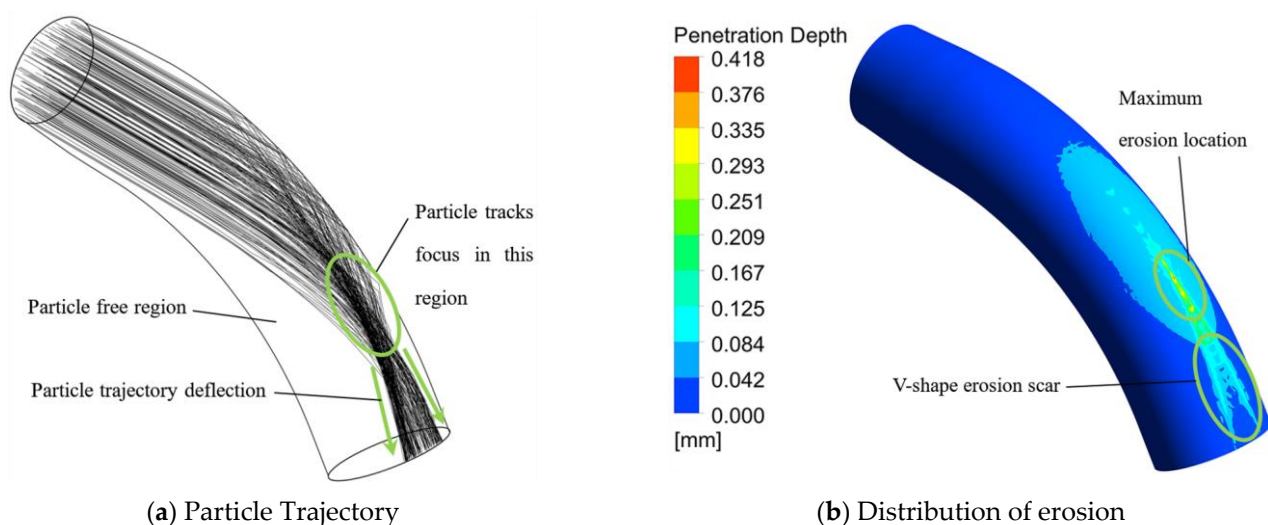 Particle tracks
focus in this
region
Particle free region
Particle trajectory deflection
(a) Particle Trajectory
Penetration Depth
0.418
0.376
0.335
0.293
0.251
0.209
0.167
0.125
0.084
0.042
0.000
[mm]
Maximum
erosion location
V-shape erosion scar
(b) Distribution of erosion